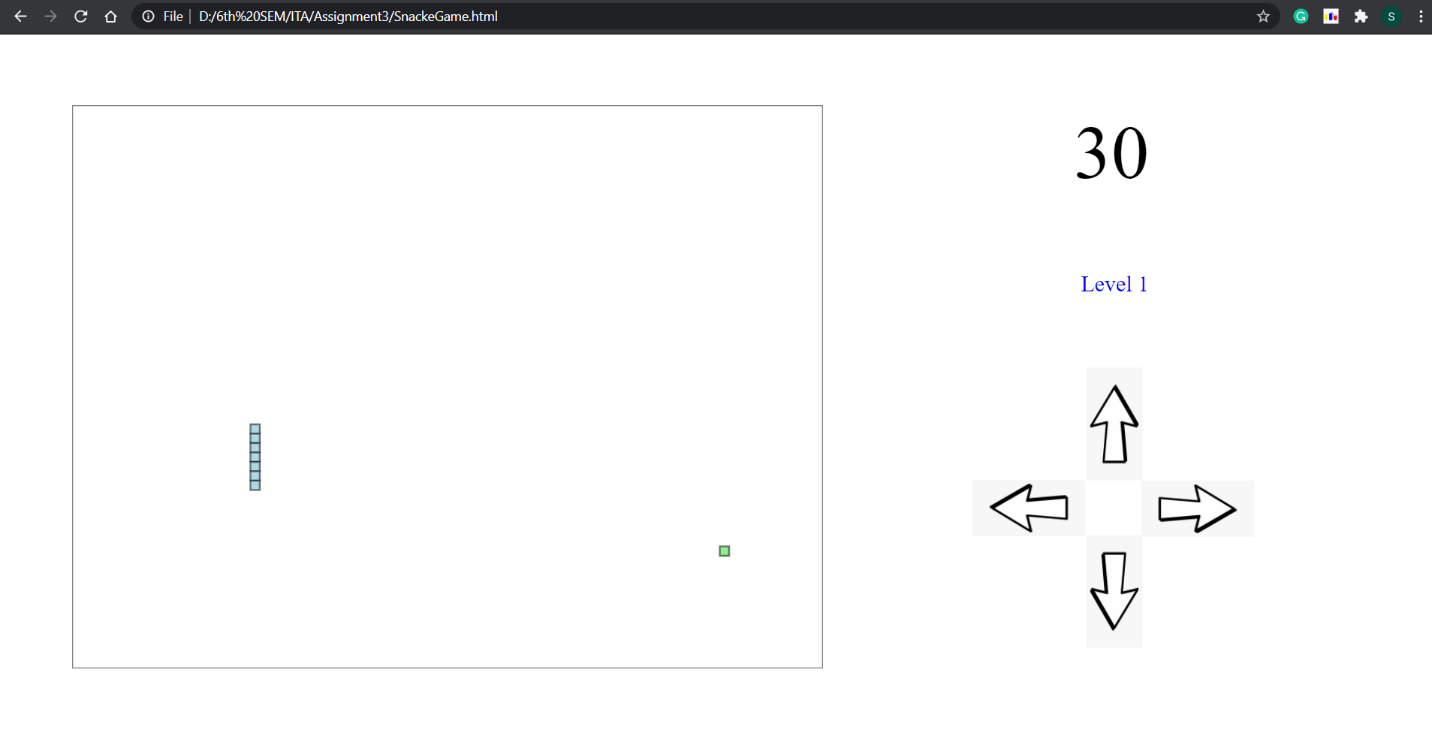 File D:/6th%20SEM/ITA/Assignment3/SnackeGame.html
G
S
30
Level 1